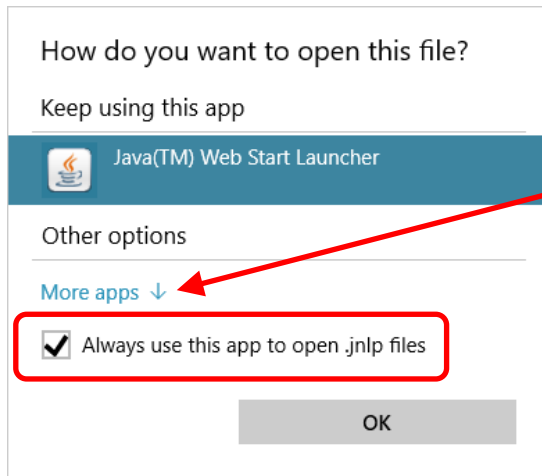 How do you want to open this file?
Keep using this app
Java(TM) Web Start Launcher
Other options
More apps ↓
Always use this app to open .jnlp files
OK